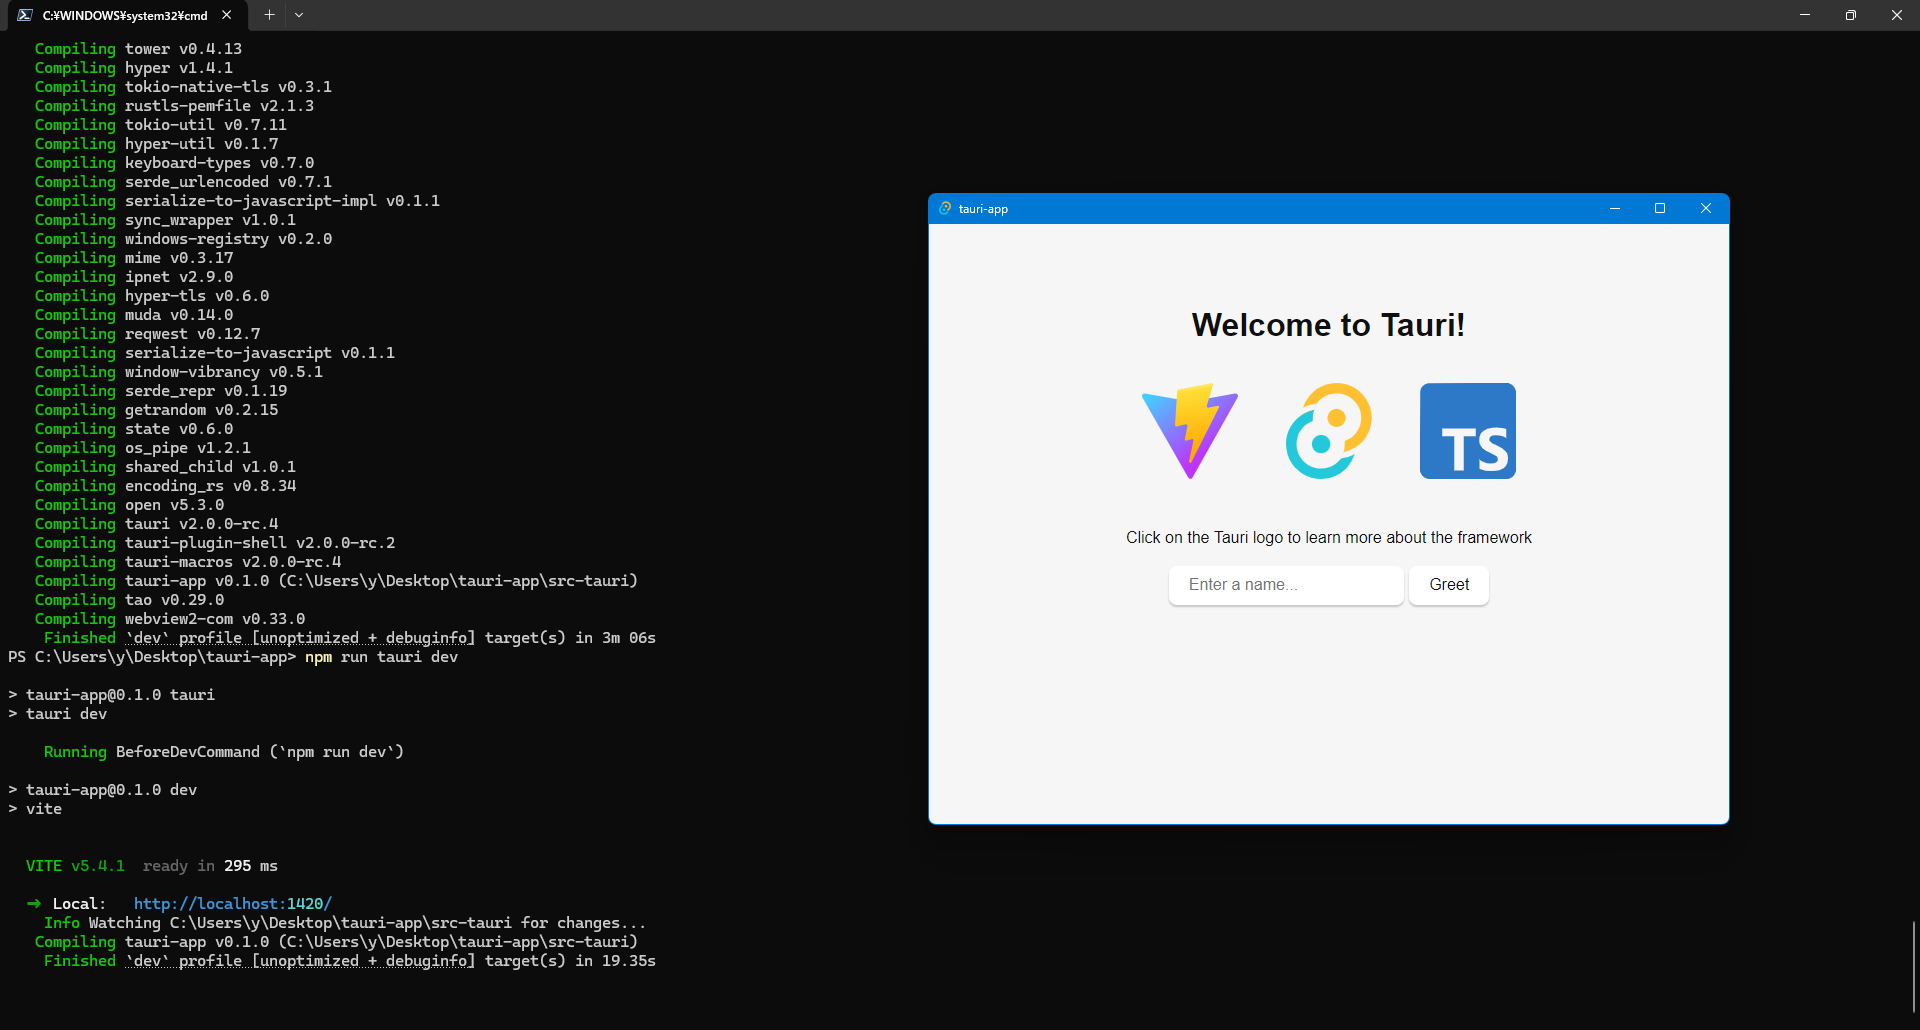 C:¥WINDOWS¥system32¥cmd
Compiling tower v0.4.13
Compiling hyper v1.4.1
Compiling tokio-native-tls v0.3.1
Compiling rustls-pemfile v2.1.3
Compiling tokio-util v0.7.11
Compiling hyper-util v0.1.7
Compiling keyboard-types v0.7.0
Compiling serde_urlencoded v0.7.1
Compiling serialize-to-javascript-impl v0.1.1
Compiling sync_wrapper v1.0.1
Compiling windows-registry v0.2.0
Compiling mime v0.3.17
Compiling ipnet v2.9.0
Compiling hyper-tls v0.6.0
Compiling muda v0.14.0
Compiling reqwest v0.12.7
Compiling serialize-to-javascript v0.1.1
Compiling window-vibrancy v0.5.1
Compiling serde_repr v0.1.19
Compiling getrandom v0.2.15
Compiling state v0.6.0
Compiling os_pipe v1.2.1
Compiling shared_child v1.0.1
Compiling encoding_rs v0.8.34
Compiling open v5.3.0
Compiling tauri v2.0.0-rc.4
Compiling tauri-plugin-shell v2.0.0-rc.2
Compiling tauri-macros v2.0.0-rc.4
Compiling tauri-app v0.1.0 (C:\Users\y\Desktop\tauri-app\src-tauri)
Compiling tao v0.29.0
Compiling webview2-com v0.33.0
Finished `dev` profile [unoptimized + debuginfo] target(s) in 3m 06s
PS C:\Users\y\Desktop\tauri-app> npm run tauri dev
> tauri-app@0.1.0 tauri
> tauri dev
Running BeforeDevCommand (`npm run dev`)
> tauri-app@0.1.0 dev
> vite
VITE v5.4.1 ready in 295 ms
➜ Local: http://localhost:1420/
Info Watching C:\Users\y\Desktop\tauri-app\src-tauri for changes...
Compiling tauri-app v0.1.0 (C:\Users\y\Desktop\tauri-app\src-tauri)
Finished `dev` profile [unoptimized + debuginfo] target(s) in 19.35s
tauri-app
Welcome to Tauri!
TS
Click on the Tauri logo to learn more about the framework
Enter a name...
Greet